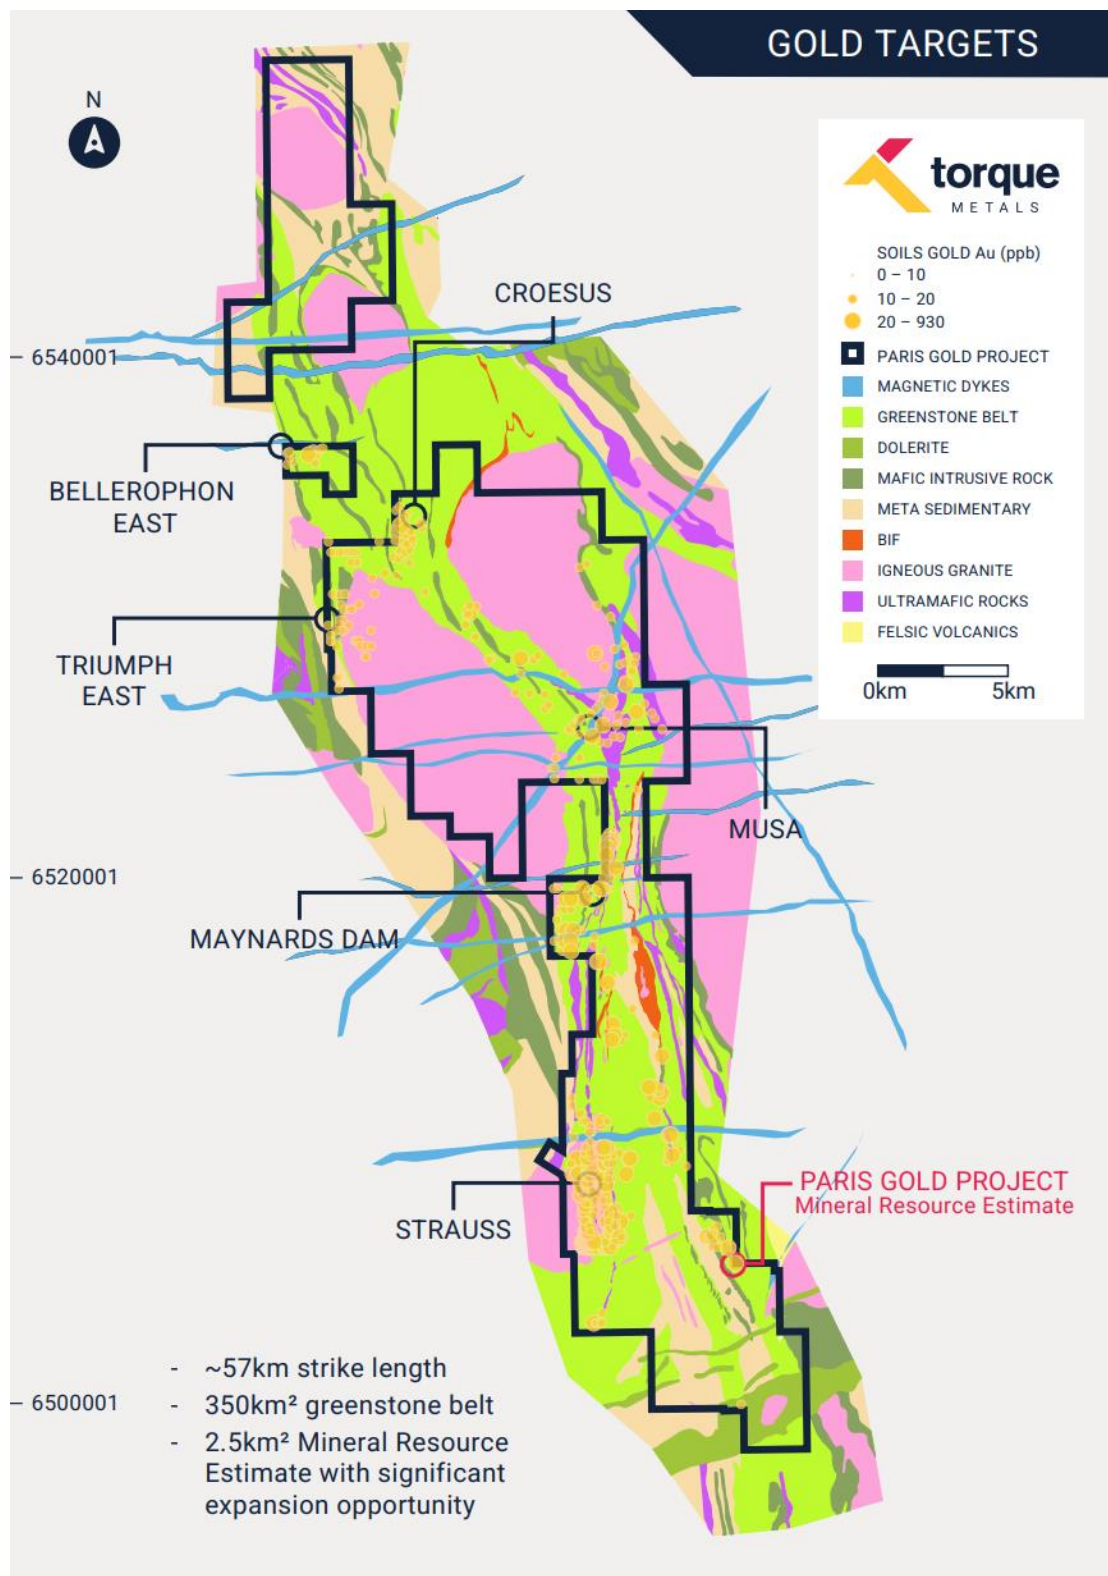 GOLD TARGETS
N
torque
METALS
SOILS GOLD Au (ppb)
0 – 10
10 – 20
20 – 930
PARIS GOLD PROJECT
MAGNETIC DYKES
GREENSTONE BELT
DOLERITE
MAFIC INTRUSIVE ROCK
META SEDIMENTARY
BIF
IGNEOUS GRANITE
ULTRAMAFIC ROCKS
FELSIC VOLCANICS
0km 5km
CROESUS
6540001
BELLEROPHON
EAST
TRIUMPH
EAST
MUSA
6520001
MAYNARDS DAM
PARIS GOLD PROJECT
Mineral Resource Estimate
STRAUSS
6500001
- ~57km strike length
- 350km² greenstone belt
- 2.5km² Mineral Resource
Estimate with significant
expansion opportunity